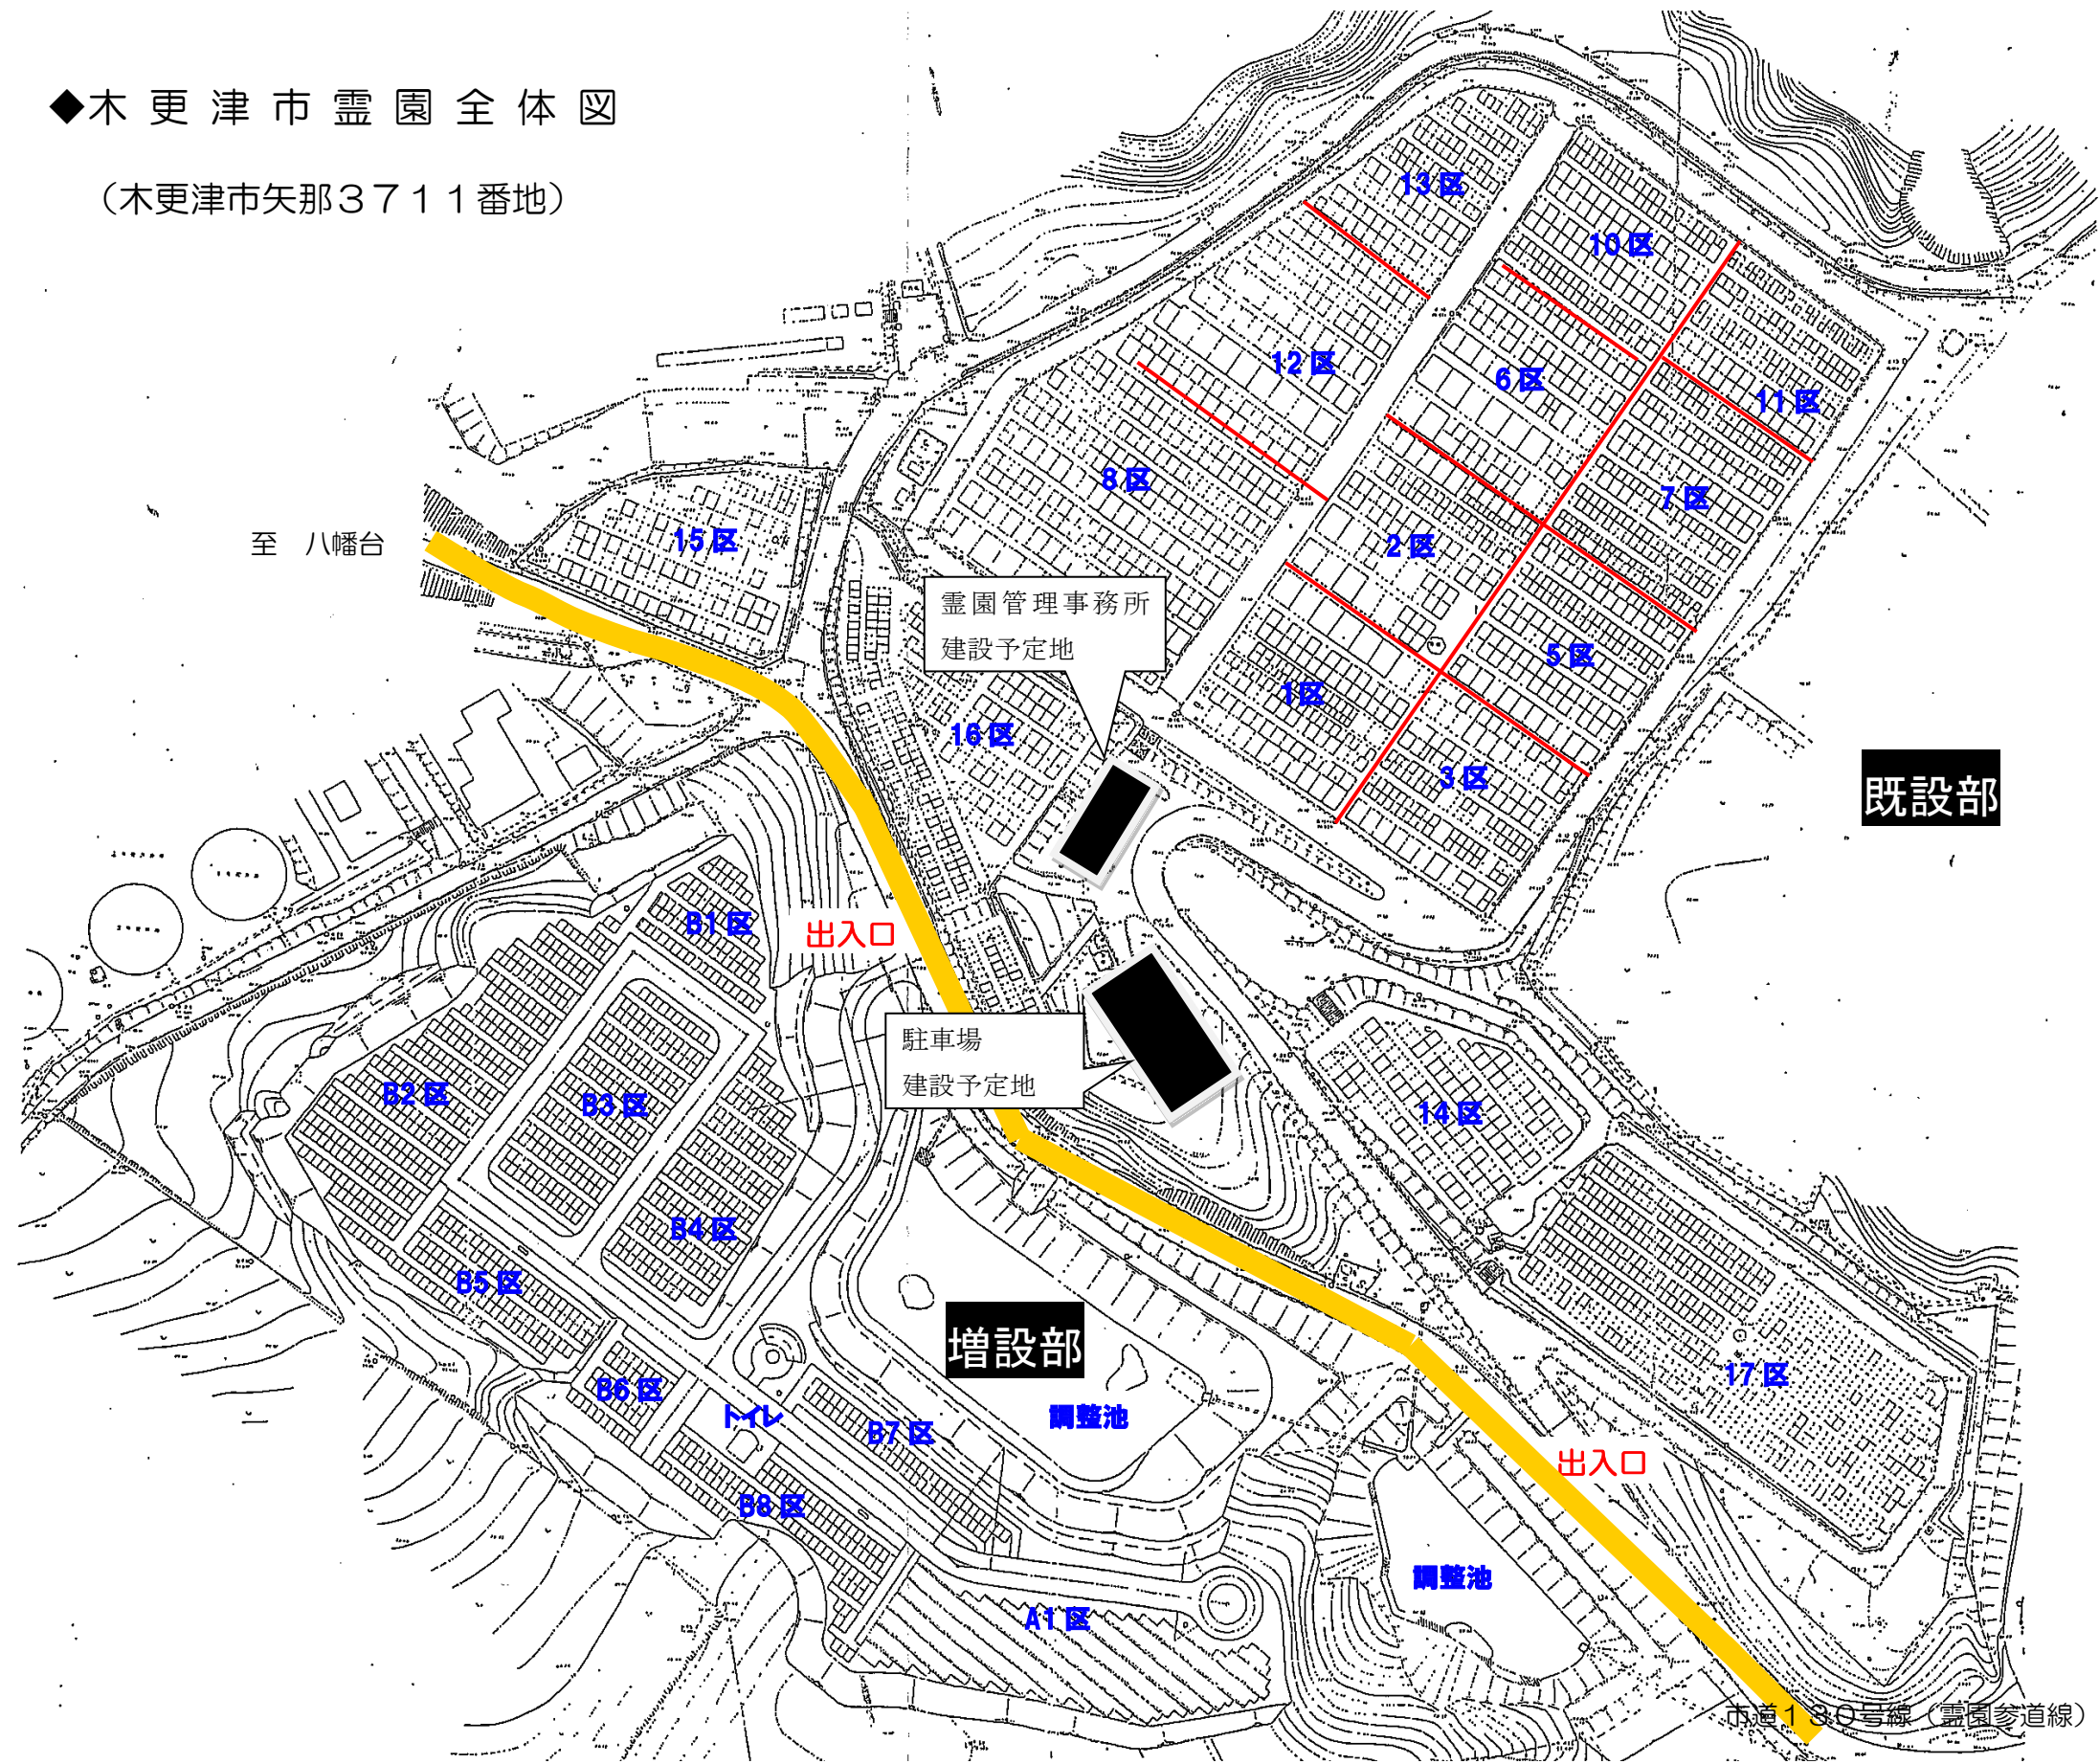 ◆木更津市霊園全体図
（木更津市矢那３７１１番地）
13区
10区
12区
6区
11区
8区
7区
至　八幡台
15区
2区
霊園管理事務所
建設予定地
5区
1区
16区
3区
既設部
B1区
出入口
駐車場
建設予定地
B2区
B3区
14区
B4区
B5区
増設部
17区
B6区
トイレ
調整池
B7区
出入口
B8区
調整池
A1区
市道１３０号線（霊園参道線）